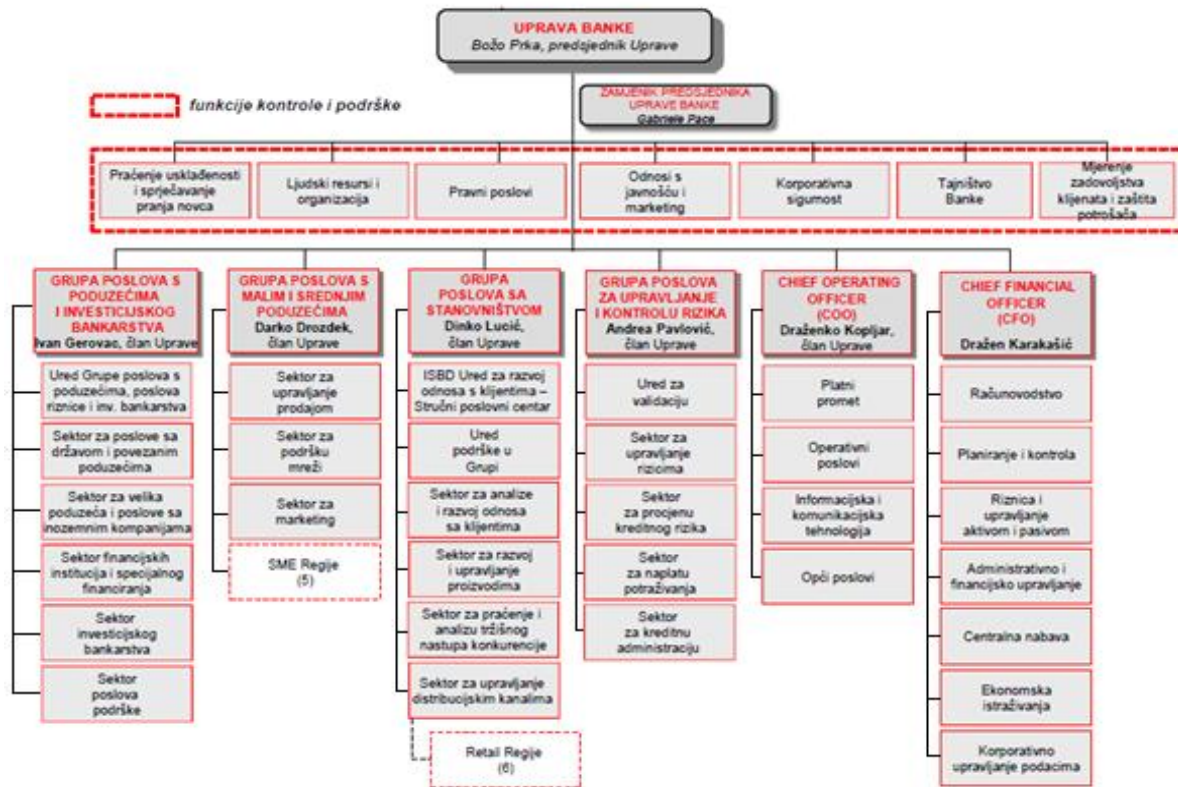 UPRAVA BANKE
Božo Prka, predsjednik Uprave
ZAMJENIK PREDSJEDNIKA
UPRAVE BANKE
Gabriele Pace
funkcije kontrole i podrške
Praćenje usklađenosti
i sprječavanje
pranja novca
Ljudski resursi i
organizacija
Pravni poslovi
Odnosi s
javnošću i
marketing
Korporativna
sigurnost
Tajništvo
Banke
Mjerenje
zadovoljstva
klijenata i zaštita
potrošača
GRUPA POSLOVA S
PODUZEĆIMA
I INVESTICIJSKOG
BANKARSTVA
Ivan Gerovac, član Uprave
Ured Grupe poslova s
poduzećima, poslova
riznice i inv. bankarstva
Sektor za poslove sa
državom i povezanim
poduzećima
Sektor za velika
poduzeća i poslove sa
inozemnim kompanijama
Sektor financijskih
institucija i specijalnog
financiranja
Sektor
investicijskog
bankarstva
Sektor
poslova
podrške
GRUPA POSLOVA S
MALIM I SREDNJIM
PODUZEĆIMA
Darko Drozdek,
član Uprave
Sektor za
upravljanje
prodajom
Sektor za
podršku
mreži
Sektor za
marketing
SME Regije
(5)
GRUPA
POSLOVA SA
STANOVNIŠTVOM
Dinko Lucić,
član Uprave
ISBD Ured za razvoj
odnosa s klijentima –
Stručni poslovni centar
Ured
podrške u
Grupi
Sektor za analize
i razvoj odnosa
sa klijentima
Sektor za razvoj
i upravljanje
proizvodima
Sektor za praćenje i
analizu tržišnog
nastupa konkurencije
Sektor za upravljanje
distribucijskim kanalima
Retail Regije
(6)
GRUPA POSLOVA
ZA UPRAVLJANJE
I KONTROLU RIZIKA
Andrea Pavlović,
član Uprave
Ured za
validaciju
Sektor za
upravljanje
rizicima
Sektor
za procjenu
kreditnog rizika
Sektor
za naplatu
potraživanja
Sektor
za kreditnu
administraciju
CHIEF OPERATING
OFFICER
(COO)
Draženko Kopljar,
član Uprave
Platni
promet
Operativni
poslovi
Informacijska i
komunikacijska
tehnologija
Opći poslovi
CHIEF FINANCIAL
OFFICER
(CFO)
Dražen Karakašić
Računovodstvo
Planiranje i kontrola
Riznica i
upravljanje
aktivom i pasivom
Administrativno i
financijsko upravljanje
Centralna nabava
Ekonomska
istraživanja
Korporativno
upravljanje podacima